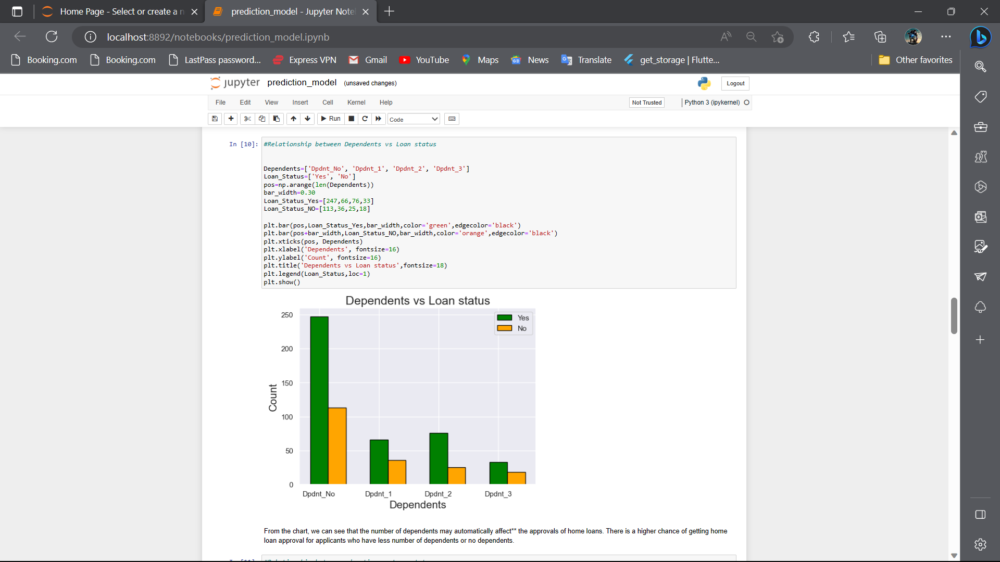 Home Page - Select or create a n
prediction_model - Jupyter Note
localhost:8892/notebooks/prediction_model.ipynb
Booking.com Booking.com LastPass password... Express VPN Gmail YouTube Maps News Translate get_storage | Flutte... Other favorites
jupyter prediction_model (unsaved changes) Logout
File Edit View Insert Cell Kernel Help Not Trusted Python 3 (ipykernel)
Run Code
In [10]: #Relationship between Dependents vs Loan status
Dependents=['Dpdnt_No', 'Dpdnt_1', 'Dpdnt_2', 'Dpdnt_3']
Loan_Status=['Yes', 'No']
pos=np.arange(len(Dependents))
bar_width=0.30
Loan_Status_Yes=[247,66,76,33]
Loan_Status_NO=[113,36,25,18]
plt.bar(pos,Loan_Status_Yes,bar_width,color='green',edgecolor='black')
plt.bar(pos+bar_width,Loan_Status_NO,bar_width,color='orange',edgecolor='black')
plt.xticks(pos, Dependents)
plt.xlabel('Dependents', fontsize=16)
plt.ylabel('Count', fontsize=16)
plt.title('Dependents vs Loan status',fontsize=18)
plt.legend(Loan_Status,loc=1)
plt.show()
Dependents vs Loan status
Yes
No
250
200
150
100
50
0
Count
Dpdnt_No Dpdnt_1 Dpdnt_2 Dpdnt_3
Dependents
From the chart, we can see that the number of dependents may automatically affect** the approvals of home loans. There is a higher chance of getting home
loan approval for applicants who have less number of dependents or no dependents.